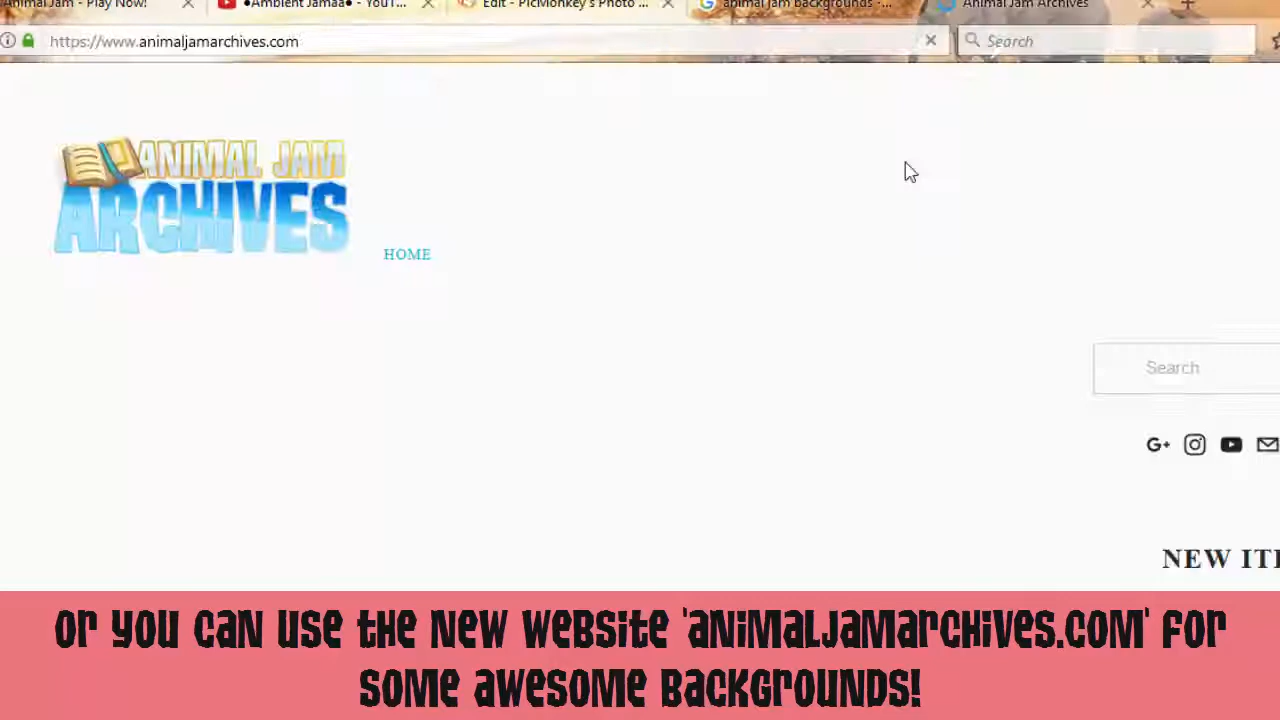 Animal Jam - Play Now!
●Ambient Jamaa● - YouT...
Edit - PicMonkey's Photo ...
animal jam backgrounds -...
Animal Jam Archives
https://www.animaljamarchives.com
Search
ANIMAL JAM
ARCHIVES
HOME
Search
G+
NEW ITE
Or you can use the new website 'animaljamarchives.com' for
some awesome backgrounds!